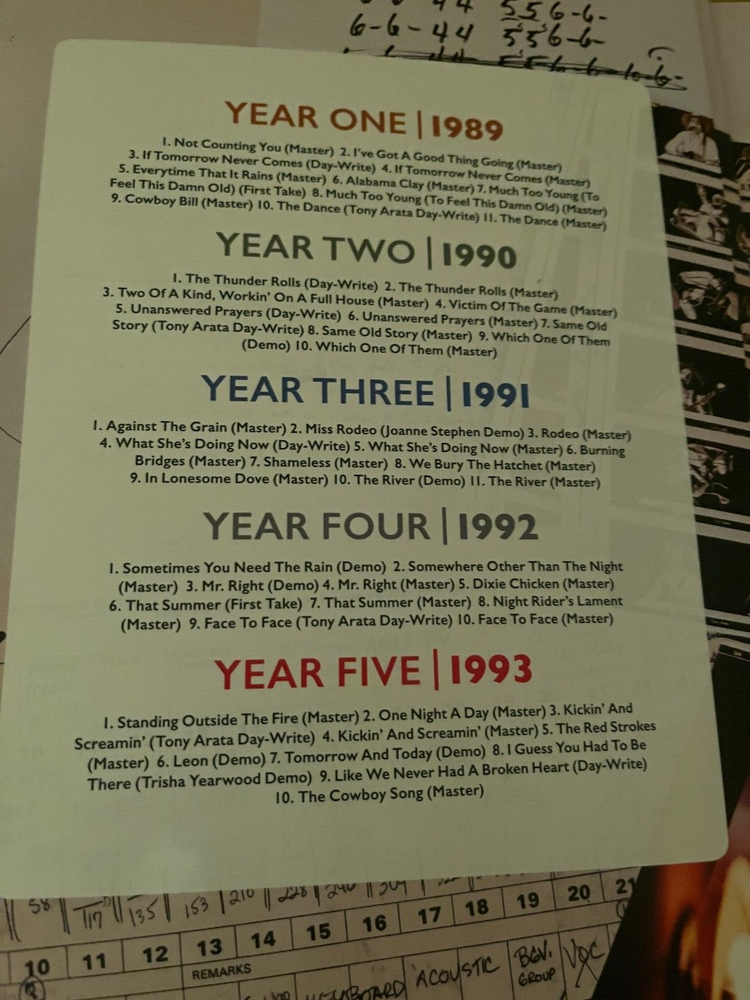 6-6- 44 556-6-
YEAR ONE | 1989
1. Not Counting You (Master) 2. I've Got A Good Thing Going (Master)
3. If Tomorrow Never Comes (Day-Write) 4. If Tomorrow Never Comes (Master)
5. Everytime That It Rains (Master) 6. Alabama Clay (Master) 7. Much Too Young (To
Feel This Damn Old) (First Take) 8. Much Too Young (To Feel This Damn Old) (Master)
9. Cowboy Bill (Master) 10. The Dance (Tony Arata Day-Write) 11. The Dance (Master)
YEAR TWO | 1990
1. The Thunder Rolls (Day-Write) 2. The Thunder Rolls (Master)
3. Two Of A Kind, Workin' On A Full House (Master) 4. Victim Of The Game (Master)
5. Unanswered Prayers (Day-Write) 6. Unanswered Prayers (Master) 7. Same Old
Story (Tony Arata Day-Write) 8. Same Old Story (Master) 9. Which One Of Them
(Demo) 10. Which One Of Them (Master)
YEAR THREE | 1991
1. Against The Grain (Master) 2. Miss Rodeo (Joanne Stephen Demo) 3. Rodeo (Master)
4. What She's Doing Now (Day-Write) 5. What She's Doing Now (Master) 6. Burning
Bridges (Master) 7. Shameless (Master) 8. We Bury The Hatchet (Master)
9. In Lonesome Dove (Master) 10. The River (Demo) 11. The River (Master)
YEAR FOUR | 1992
1. Sometimes You Need The Rain (Demo) 2. Somewhere Other Than The Night
(Master) 3. Mr. Right (Demo) 4. Mr. Right (Master) 5. Dixie Chicken (Master)
6. That Summer (First Take) 7. That Summer (Master) 8. Night Rider's Lament
(Master) 9. Face To Face (Tony Arata Day-Write) 10. Face To Face (Master)
YEAR FIVE | 1993
1. Standing Outside The Fire (Master) 2. One Night A Day (Master) 3. Kickin' And
Screamin' (Tony Arata Day-Write) 4. Kickin' And Screamin' (Master) 5. The Red Strokes
(Master) 6. Leon (Demo) 7. Tomorrow And Today (Demo) 8. I Guess You Had To Be
There (Trisha Yearwood Demo) 9. Like We Never Had A Broken Heart (Day-Write)
10. The Cowboy Song (Master)
58 117 135 153 210 228 240
10 11 12 13 14 15 16 17 18 19 20 21
REMARKS
ACOUSTIC BGV. GROUP VOC